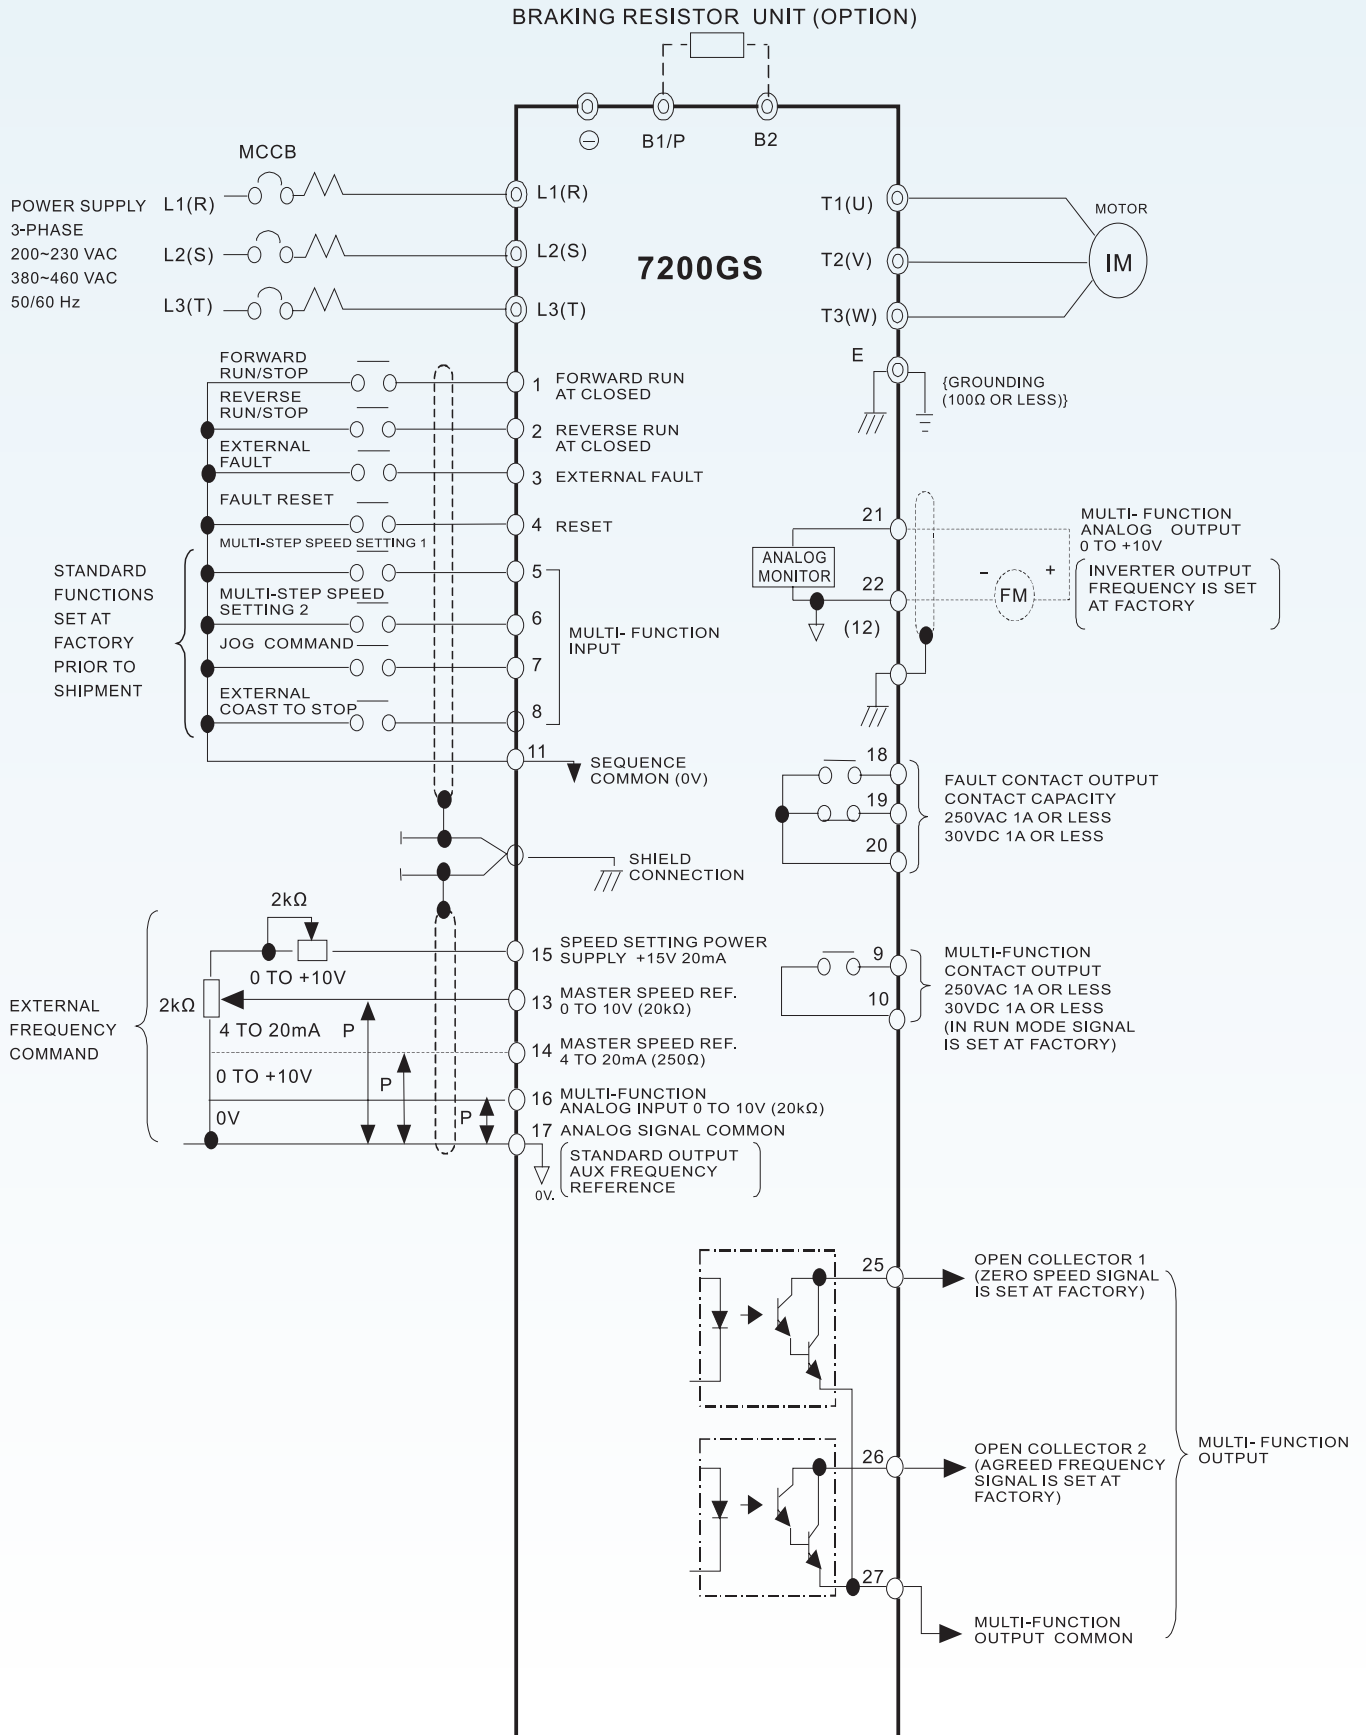 BRAKING RESISTOR UNIT (OPTION)
⊖
B1/P
B2
MCCB
POWER SUPPLY
3-PHASE
200~230 VAC
380~460 VAC
50/60 Hz
L1(R)
L2(S)
L3(T)
L1(R)
L2(S)
L3(T)
7200GS
T1(U)
T2(V)
T3(W)
E
MOTOR
IM
{GROUNDING
(100Ω OR LESS)}
FORWARD
RUN/STOP
REVERSE
RUN/STOP
EXTERNAL
FAULT
FAULT RESET
MULTI-STEP SPEED SETTING 1
MULTI-STEP SPEED
SETTING 2
JOG COMMAND
EXTERNAL
COAST TO STOP
STANDARD
FUNCTIONS
SET AT
FACTORY
PRIOR TO
SHIPMENT
1 FORWARD RUN
AT CLOSED
2 REVERSE RUN
AT CLOSED
3 EXTERNAL FAULT
4 RESET
5
6
7
8
MULTI- FUNCTION
INPUT
11
SEQUENCE
COMMON (0V)
SHIELD
CONNECTION
21
22
(12)
ANALOG
MONITOR
-
+
FM
MULTI- FUNCTION
ANALOG OUTPUT
0 TO +10V
INVERTER OUTPUT
FREQUENCY IS SET
AT FACTORY
18
19
20
FAULT CONTACT OUTPUT
CONTACT CAPACITY
250VAC 1A OR LESS
30VDC 1A OR LESS
9
10
MULTI-FUNCTION
CONTACT OUTPUT
250VAC 1A OR LESS
30VDC 1A OR LESS
(IN RUN MODE SIGNAL
IS SET AT FACTORY)
EXTERNAL
FREQUENCY
COMMAND
2kΩ
0 TO +10V
2kΩ
4 TO 20mA
P
0 TO +10V
P
0V
P
15 SPEED SETTING POWER
SUPPLY +15V 20mA
13 MASTER SPEED REF.
0 TO 10V (20kΩ)
14 MASTER SPEED REF.
4 TO 20mA (250Ω)
16 MULTI-FUNCTION
ANALOG INPUT 0 TO 10V (20kΩ)
17 ANALOG SIGNAL COMMON
0V.
STANDARD OUTPUT
AUX FREQUENCY
REFERENCE
25
OPEN COLLECTOR 1
(ZERO SPEED SIGNAL
IS SET AT FACTORY)
26
OPEN COLLECTOR 2
(AGREED FREQUENCY
SIGNAL IS SET AT
FACTORY)
MULTI- FUNCTION
OUTPUT
27
MULTI-FUNCTION
OUTPUT COMMON